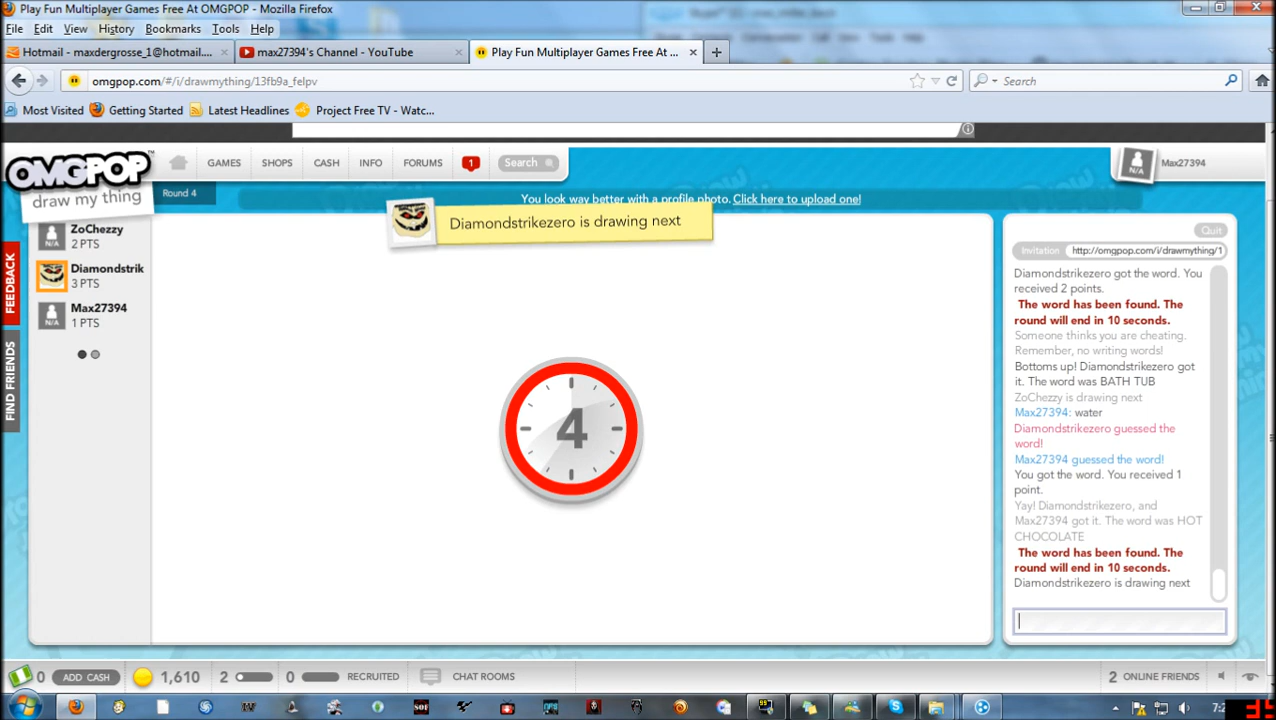 Play Fun Multiplayer Games Free At OMGPOP - Mozilla Firefox
File Edit View History Bookmarks Tools Help
Hotmail - maxdergrosse_1@hotmail.... max27394's Channel - YouTube Play Fun Multiplayer Games Free At ...
omgpop.com/#/i/drawmything/13fb9a_felpv Search
Most Visited Getting Started Latest Headlines Project Free TV - Watc...
OMGPOP GAMES SHOPS CASH INFO FORUMS 1 Search N/A Max27394
draw my thing Round 4
You look way better with a profile photo. Click here to upload one!
Diamondstrikezero is drawing next
N/A ZoChezzy
2 PTS
Diamondstrik
3 PTS
N/A Max27394
1 PTS
FEEDBACK
FIND FRIENDS
4
Quit
Invitation http://omgpop.com/i/drawmything/1
Diamondstrikezero got the word. You
received 2 points.
The word has been found. The
round will end in 10 seconds.
Someone thinks you are cheating.
Remember, no writing words!
Bottoms up! Diamondstrikezero got
it. The word was BATH TUB
ZoChezzy is drawing next
Max27394: water
Diamondstrikezero guessed the
word!
Max27394 guessed the word!
You got the word. You received 1
point.
Yay! Diamondstrikezero, and
Max27394 got it. The word was HOT
CHOCOLATE
The word has been found. The
round will end in 10 seconds.
Diamondstrikezero is drawing next
0 ADD CASH 1,610 2 0 RECRUITED CHAT ROOMS 2 ONLINE FRIENDS
SOF 99 7:2 35